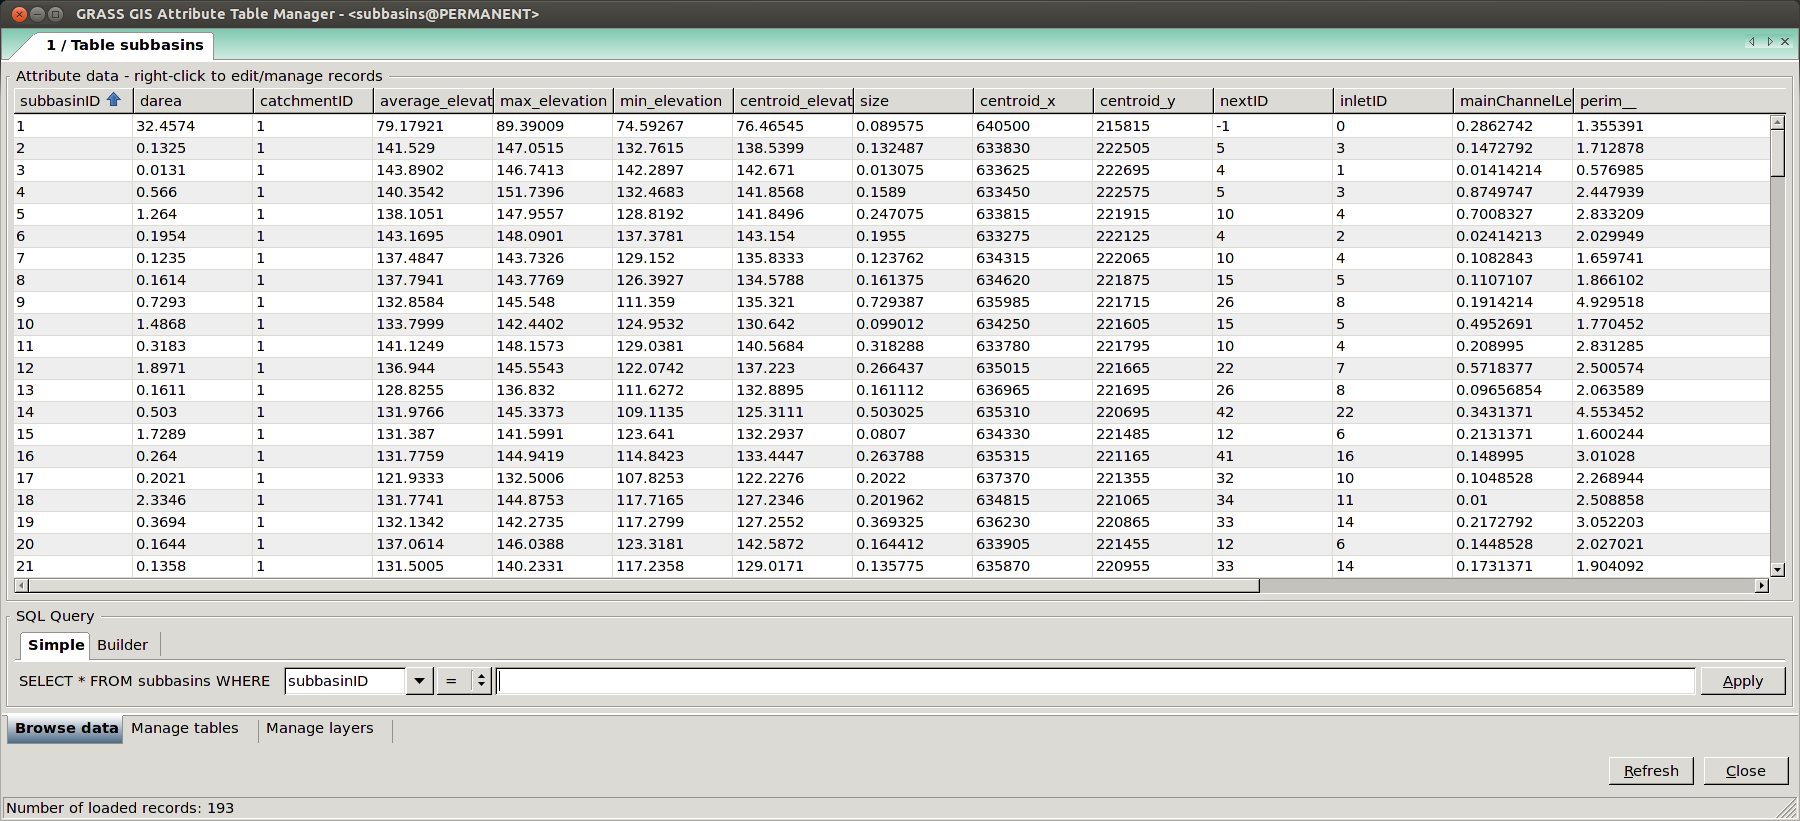 GRASS GIS Attribute Table Manager - <subbasins@PERMANENT>
1 / Table subbasins
Attribute data - right-click to edit/manage records
subbasinID darea catchmentID average_elevat max_elevation min_elevation centroid_elevat size centroid_x centroid_y nextID inletID mainChannelLe perim__
1 32.4574 1 79.17921 89.39009 74.59267 76.46545 0.089575 640500 215815 -1 0 0.2862742 1.355391
2 0.1325 1 141.529 147.0515 132.7615 138.5399 0.132487 633830 222505 5 3 0.1472792 1.712878
3 0.0131 1 143.8902 146.7413 142.2897 142.671 0.013075 633625 222695 4 1 0.01414214 0.576985
4 0.566 1 140.3542 151.7396 132.4683 141.8568 0.1589 633450 222575 5 3 0.8749747 2.447939
5 1.264 1 138.1051 147.9557 128.8192 141.8496 0.247075 633815 221915 10 4 0.7008327 2.833209
6 0.1954 1 143.1695 148.0901 137.3781 143.154 0.1955 633275 222125 4 2 0.02414213 2.029949
7 0.1235 1 137.4847 143.7326 129.152 135.8333 0.123762 634315 222065 10 4 0.1082843 1.659741
8 0.1614 1 137.7941 143.7769 126.3927 134.5788 0.161375 634620 221875 15 5 0.1107107 1.866102
9 0.7293 1 132.8584 145.548 111.359 135.321 0.729387 635985 221715 26 8 0.1914214 4.929518
10 1.4868 1 133.7999 142.4402 124.9532 130.642 0.099012 634250 221605 15 5 0.4952691 1.770452
11 0.3183 1 141.1249 148.1573 129.0381 140.5684 0.318288 633780 221795 10 4 0.208995 2.831285
12 1.8971 1 136.944 145.5543 122.0742 137.223 0.266437 635015 221665 22 7 0.5718377 2.500574
13 0.1611 1 128.8255 136.832 111.6272 132.8895 0.161112 636965 221695 26 8 0.09656854 2.063589
14 0.503 1 131.9766 145.3373 109.1135 125.3111 0.503025 635310 220695 42 22 0.3431371 4.553452
15 1.7289 1 131.387 141.5991 123.641 132.2937 0.0807 634330 221485 12 6 0.2131371 1.600244
16 0.264 1 131.7759 144.9419 114.8423 133.4447 0.263788 635315 221165 41 16 0.148995 3.01028
17 0.2021 1 121.9333 132.5006 107.8253 122.2276 0.2022 637370 221355 32 10 0.1048528 2.268944
18 2.3346 1 131.7741 144.8753 117.7165 127.2346 0.201962 634815 221065 34 11 0.01 2.508858
19 0.3694 1 132.1342 142.2735 117.2799 127.2552 0.369325 636230 220865 33 14 0.2172792 3.052203
20 0.1644 1 137.0614 146.0388 123.3181 142.5872 0.164412 633905 221455 12 6 0.1448528 2.027021
21 0.1358 1 131.5005 140.2331 117.2358 129.0171 0.135775 635870 220955 33 14 0.1731371 1.904092
SQL Query
Simple Builder
SELECT * FROM subbasins WHERE subbasinID = Apply
Browse data Manage tables Manage layers
Refresh Close
Number of loaded records: 193